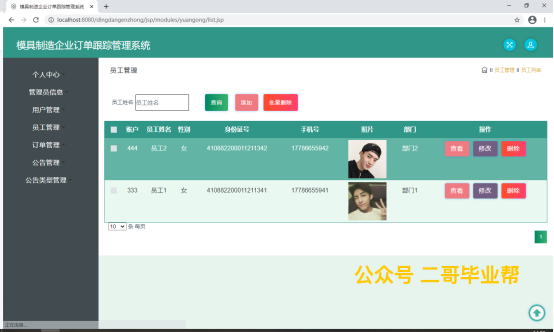 模具制造企业订单跟踪管理系统
localhost:8080/dingdangenzhong/jsp/modules/yuangong/list.jsp
模具制造企业订单跟踪管理系统
个人中心
管理员信息
用户管理
员工管理
订单管理
公告管理
公告类型管理
员工管理
员工管理 员工列表
员工姓名 员工姓名 查询 添加 批量删除
账户 员工姓名 性别 身份证号 手机号 照片 部门 操作
444 员工2 女 410882200011211342 17788655942 部门2 查看 修改 删除
333 员工1 女 410882200011211341 17788655941 部门1 查看 修改 删除
10 条 每页
1
公众号 二哥毕业帮